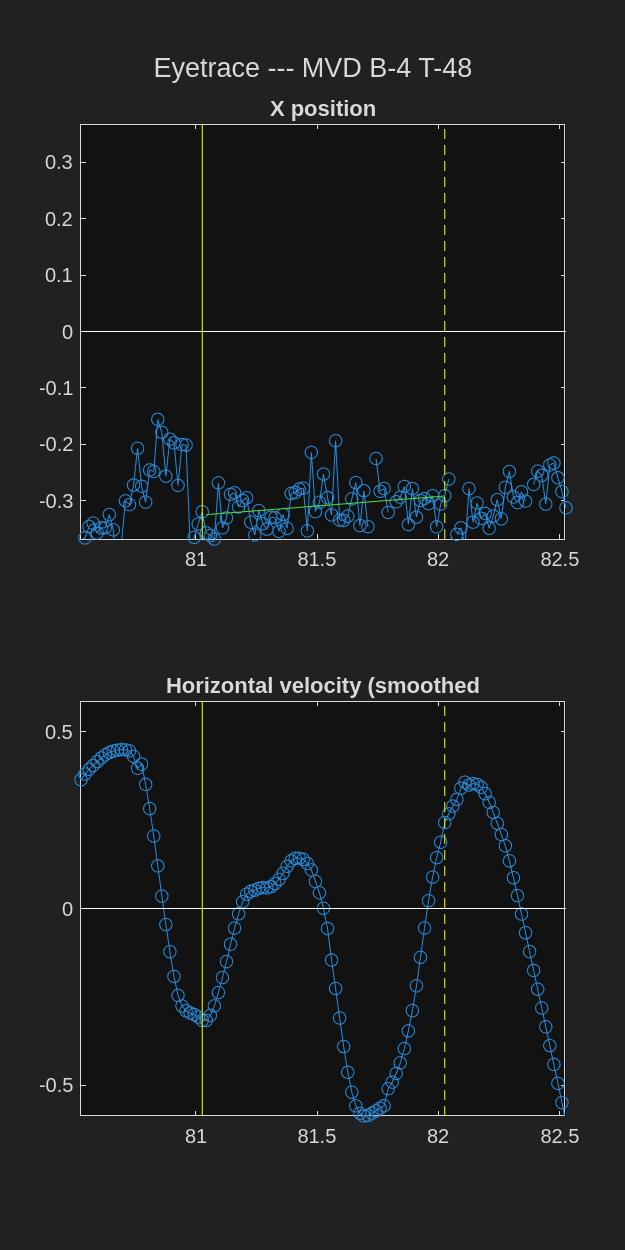 Eyetrace --- MVD B-4 T-48
X position
0.3
0.2
0.1
0
-0.1
-0.2
-0.3
81 81.5 82 82.5
Horizontal velocity (smoothed
0.5
0
-0.5
81 81.5 82 82.5